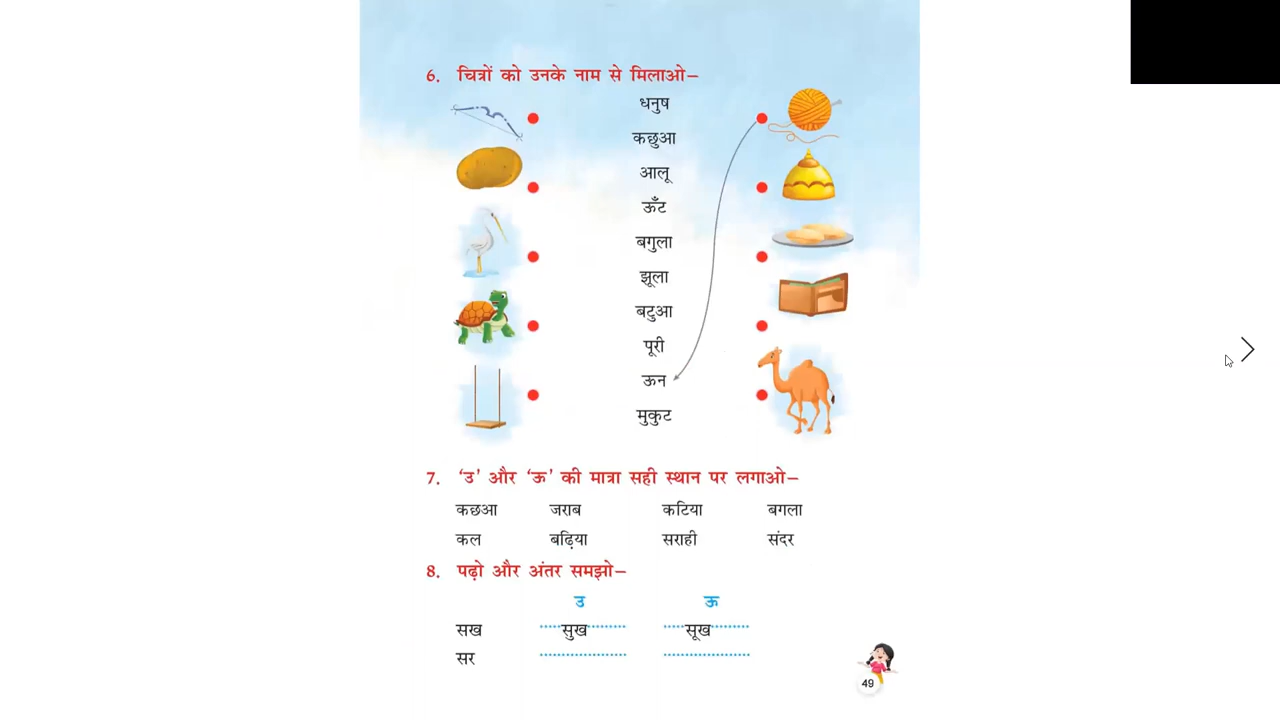 6. चित्रों को उनके नाम से मिलाओ–
धनुष
कछुआ
आलू
ऊँट
बगुला
झूला
बटुआ
पूरी
ऊन
मुकुट
7. ‘उ’ और ‘ऊ’ की मात्रा सही स्थान पर लगाओ–
कछआ जराब कटिया बगला
कल बढ़िया सराही संदर
8. पढ़ो और अंतर समझो–
उ ऊ
सख सुख सूख
सर
49